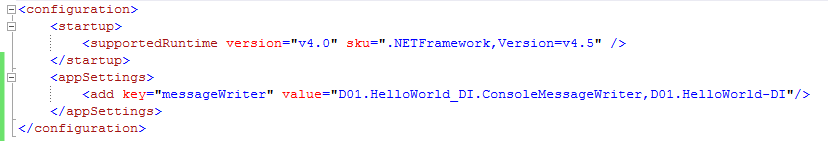 <configuration>
<startup>
<supportedRuntime version="v4.0" sku=".NETFramework,Version=v4.5" />
</startup>
<appSettings>
<add key="messageWriter" value="D01.HelloWorld_DI.ConsoleMessageWriter,D01.HelloWorld-DI"/>
</appSettings>
</configuration>